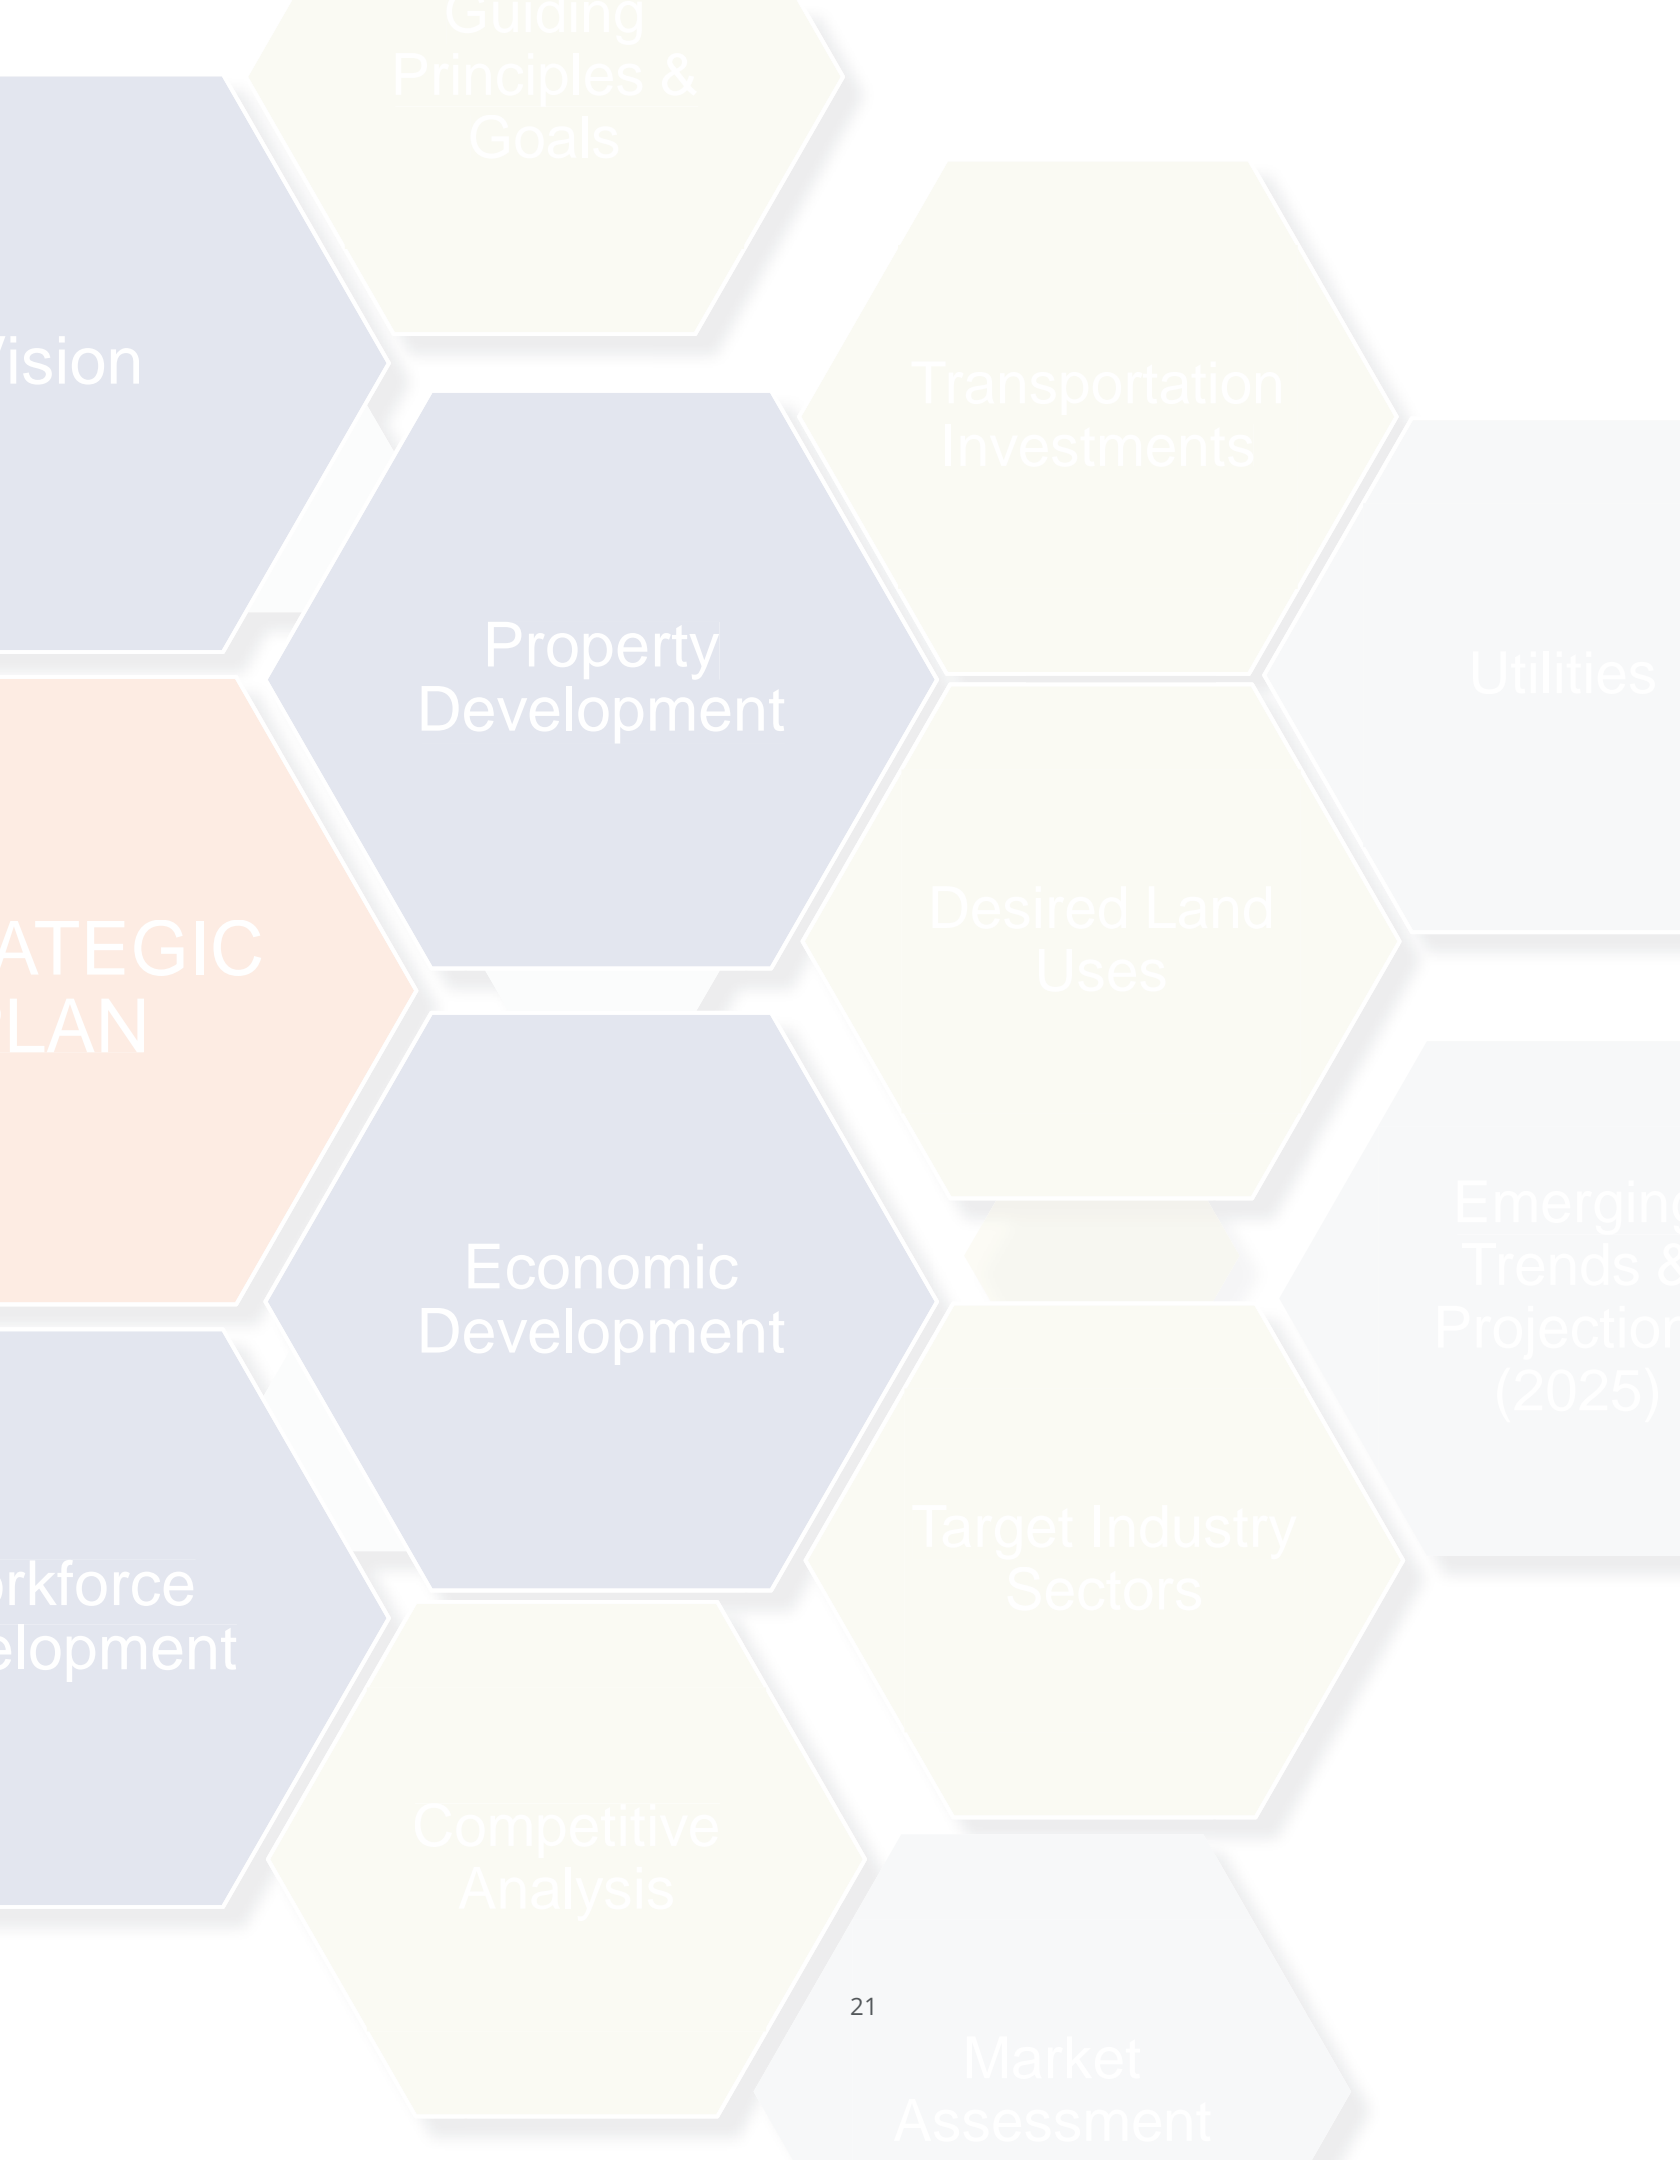 Guiding
Principles &
Goals
ision
Transportation
Investments
Property
Development
Utilities
ATEGIC
LAN
Desired Land
Uses
Economic
Development
Emerging
Trends &
Projection
(2025)
rkforce
elopment
Target Industry
Sectors
Competitive
Analysis
21
Market
Assessment